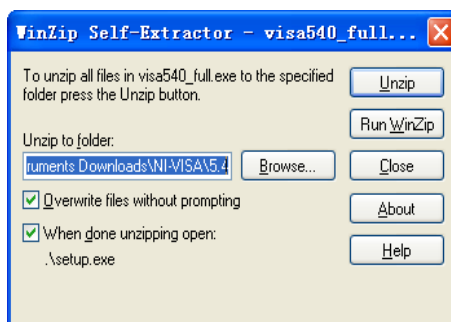 WinZip Self-Extractor - visa540_full...
To unzip all files in visa540_full.exe to the specified
folder press the Unzip button.
Unzip to folder:
ruments Downloads\NI-VISA\5.4
Browse...
Overwrite files without prompting
When done unzipping open:
.\setup.exe
Unzip
Run WinZip
Close
About
Help